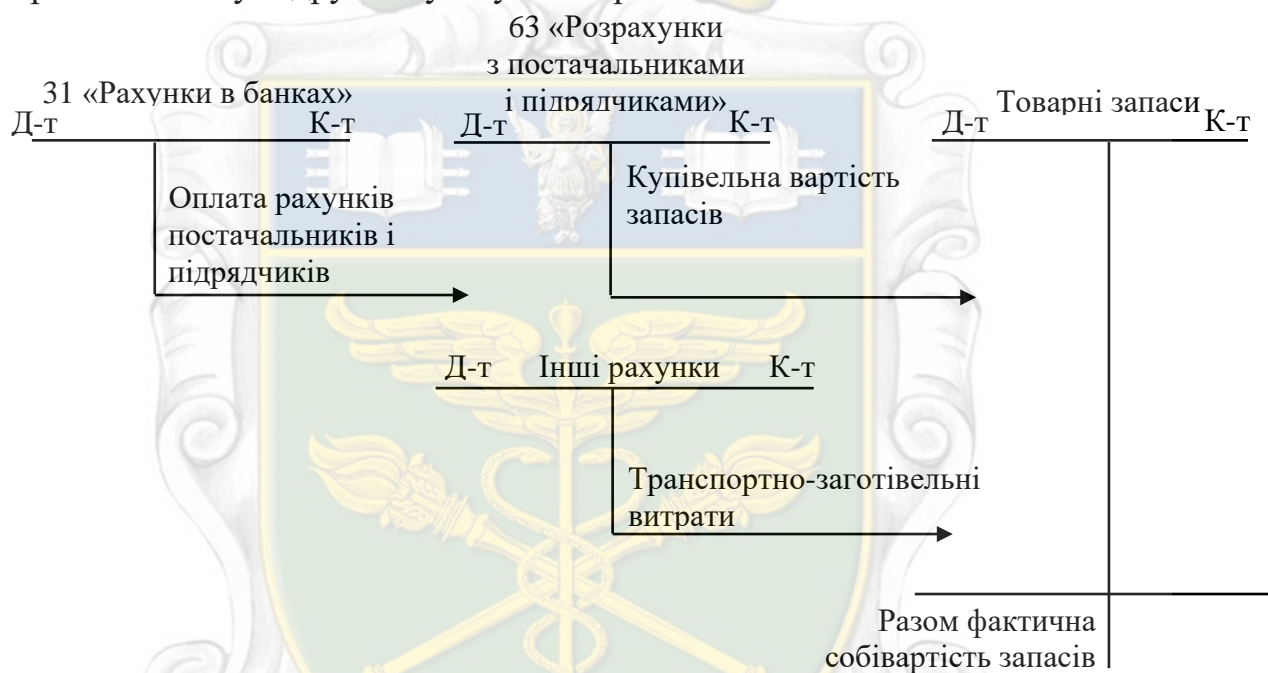 63 «Розрахунки
з постачальниками
і підрядчиками»
31 «Рахунки в банках»
Д-т К-т
Д-т К-т
Товарні запаси
Д-т К-т
Оплата рахунків
постачальників і
підрядчиків
Купівельна вартість
запасів
Д-т Інші рахунки К-т
Транспортно-заготівельні
витрати
Разом фактична
собівартість запасів